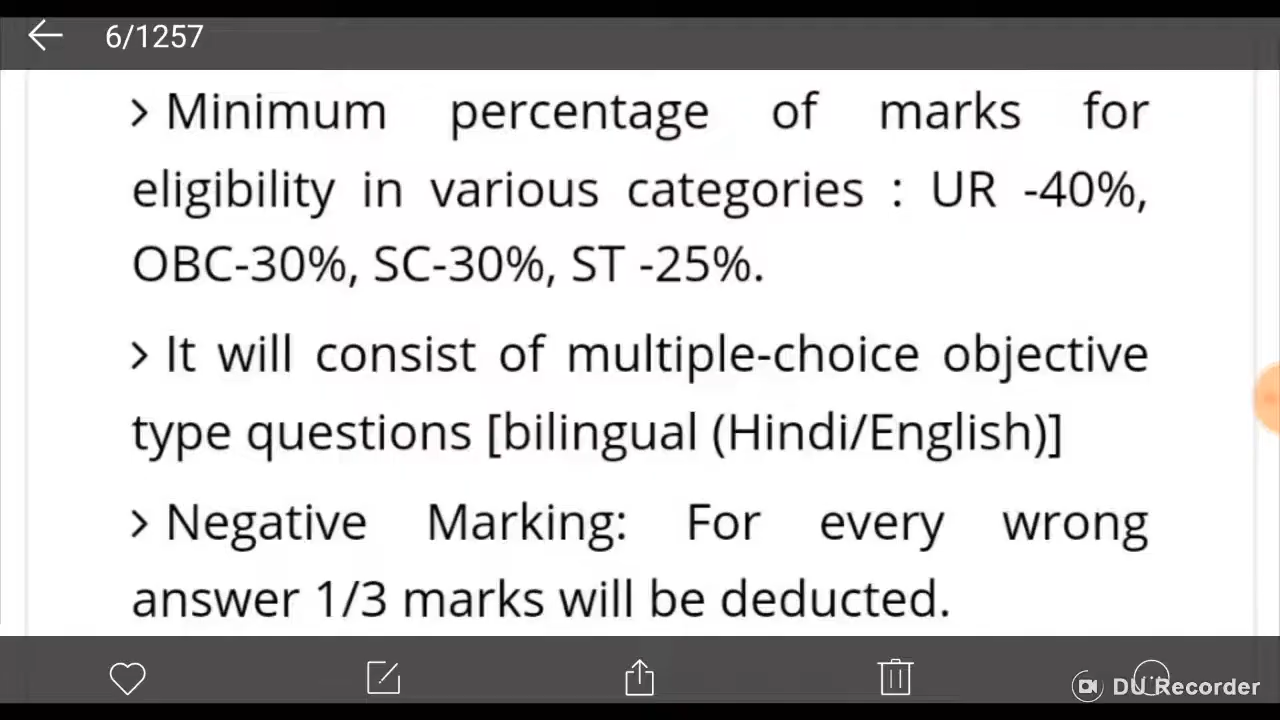 6/1257
> Minimum percentage of marks for
eligibility in various categories : UR -40%,
OBC-30%, SC-30%, ST -25%.
> It will consist of multiple-choice objective
type questions [bilingual (Hindi/English)]
> Negative Marking: For every wrong
answer 1/3 marks will be deducted.
DU Recorder